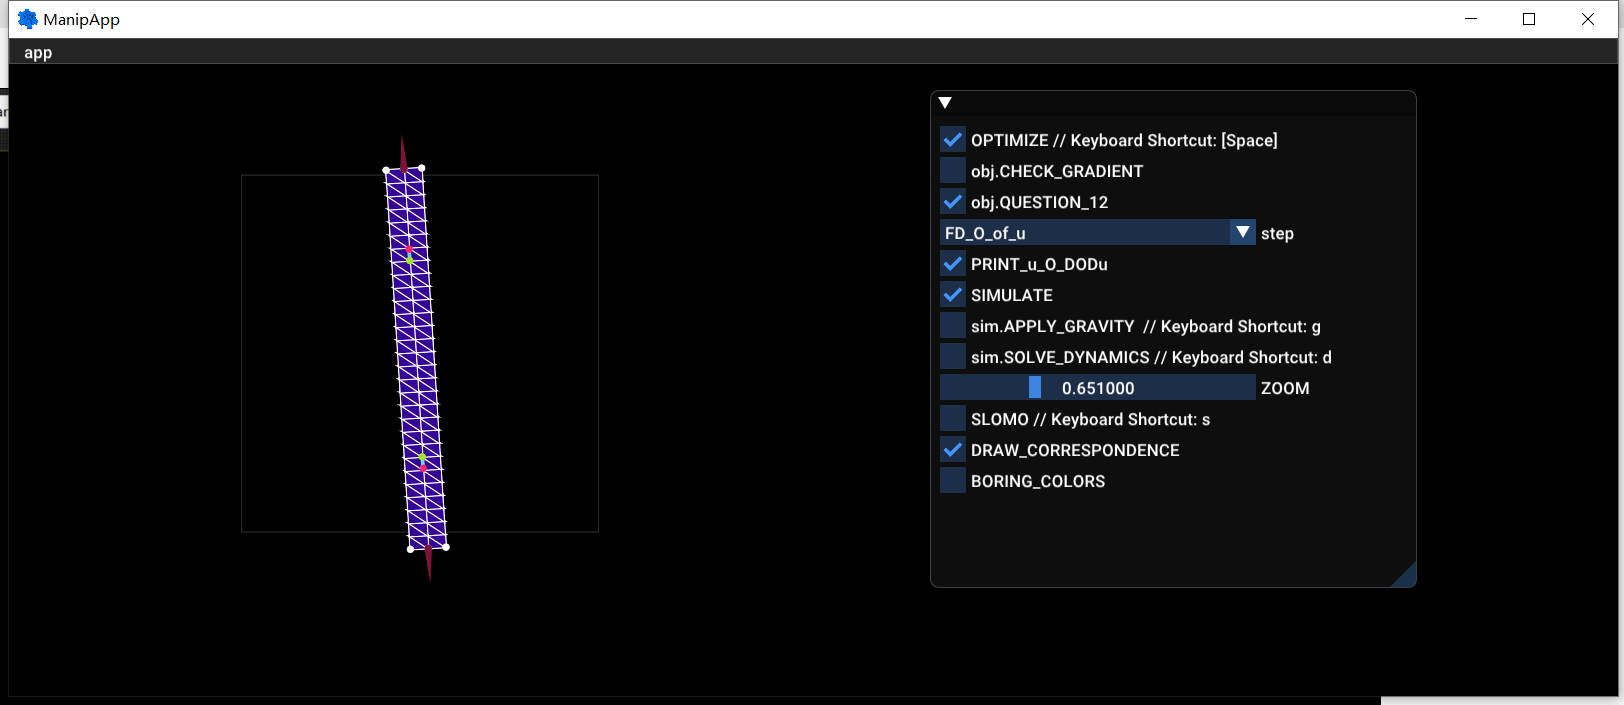 ManipApp
app
OPTIMIZE // Keyboard Shortcut: [Space]
obj.CHECK_GRADIENT
obj.QUESTION_12
FD_O_of_u step
PRINT_u_O_DODu
SIMULATE
sim.APPLY_GRAVITY // Keyboard Shortcut: g
sim.SOLVE_DYNAMICS // Keyboard Shortcut: d
0.651000 ZOOM
SLOMO // Keyboard Shortcut: s
DRAW_CORRESPONDENCE
BORING_COLORS